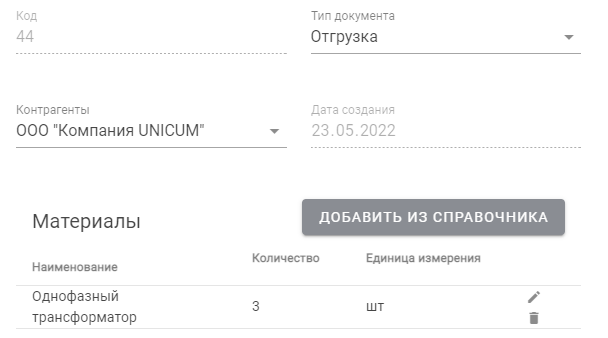 Код
Тип документа
44
Отгрузка
Контрагенты
Дата создания
ООО "Компания UNICUM"
23.05.2022
Материалы
ДОБАВИТЬ ИЗ СПРАВОЧНИКА
Наименование
Количество
Единица измерения
Однофазный
трансформатор
3
шт